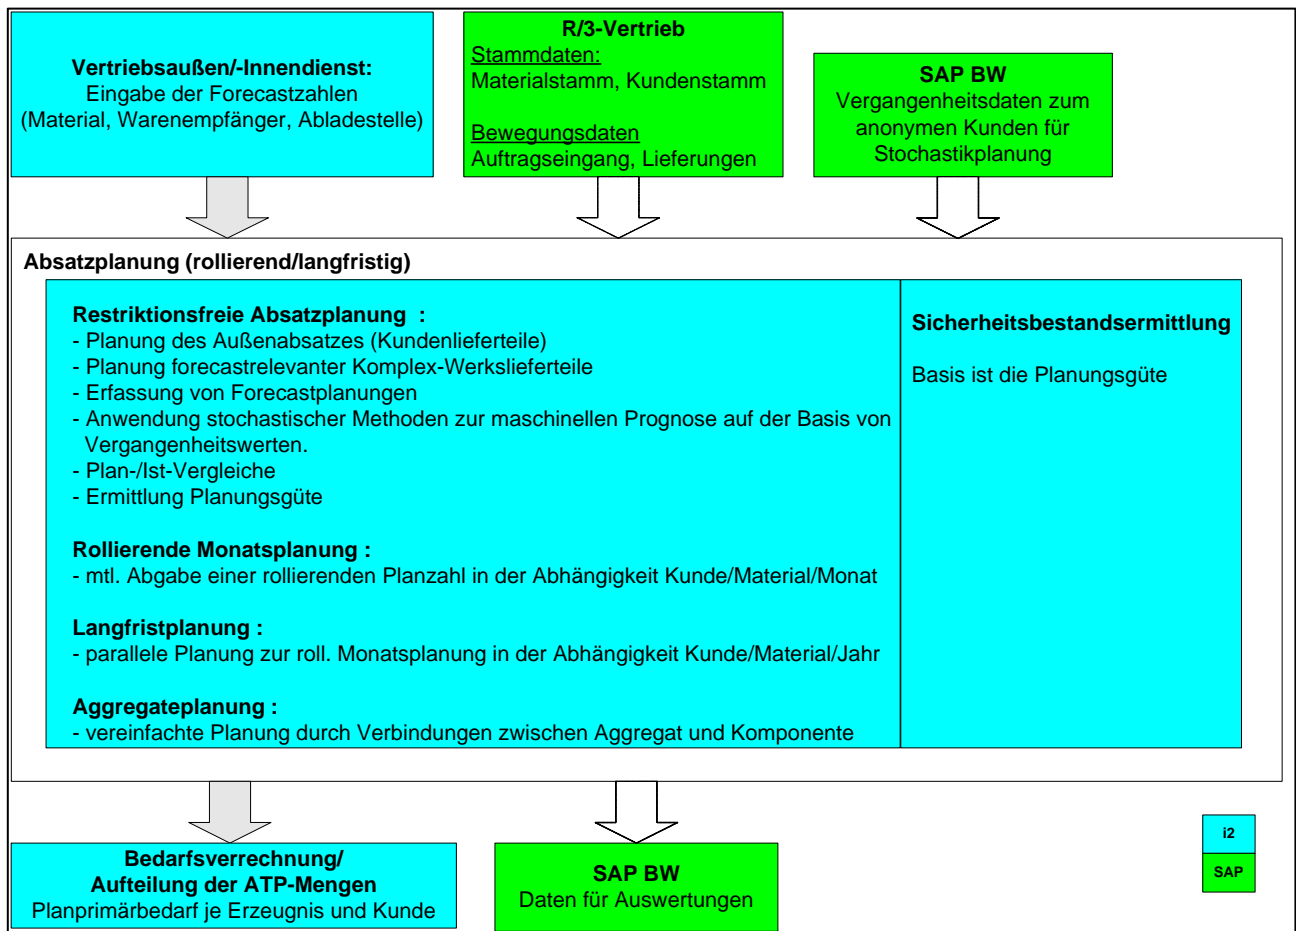 Vertriebsaußen/-Innendienst:
Eingabe der Forecastzahlen
(Material, Warenempfänger, Abladestelle)
R/3-Vertrieb
Stammdaten:
Materialstamm, Kundenstamm
Bewegungsdaten
Auftragseingang, Lieferungen
SAP BW
Vergangenheitsdaten zum
anonymen Kunden für
Stochastikplanung
Absatzplanung (rollierend/langfristig)
Restriktionsfreie Absatzplanung :
- Planung des Außenabsatzes (Kundenlieferteile)
- Planung forecastrelevanter Komplex-Werkslieferteile
- Erfassung von Forecastplanungen
- Anwendung stochastischer Methoden zur maschinellen Prognose auf der Basis von
Vergangenheitswerten.
- Plan-/Ist-Vergleiche
- Ermittlung Planungsgüte
Rollierende Monatsplanung :
- mtl. Abgabe einer rollierenden Planzahl in der Abhängigkeit Kunde/Material/Monat
Langfristplanung :
- parallele Planung zur roll. Monatsplanung in der Abhängigkeit Kunde/Material/Jahr
Aggregateplanung :
- vereinfachte Planung durch Verbindungen zwischen Aggregat und Komponente
Sicherheitsbestandsermittlung
Basis ist die Planungsgüte
Bedarfsverrechnung/
Aufteilung der ATP-Mengen
Planprimärbedarf je Erzeugnis und Kunde
SAP BW
Daten für Auswertungen
i2
SAP